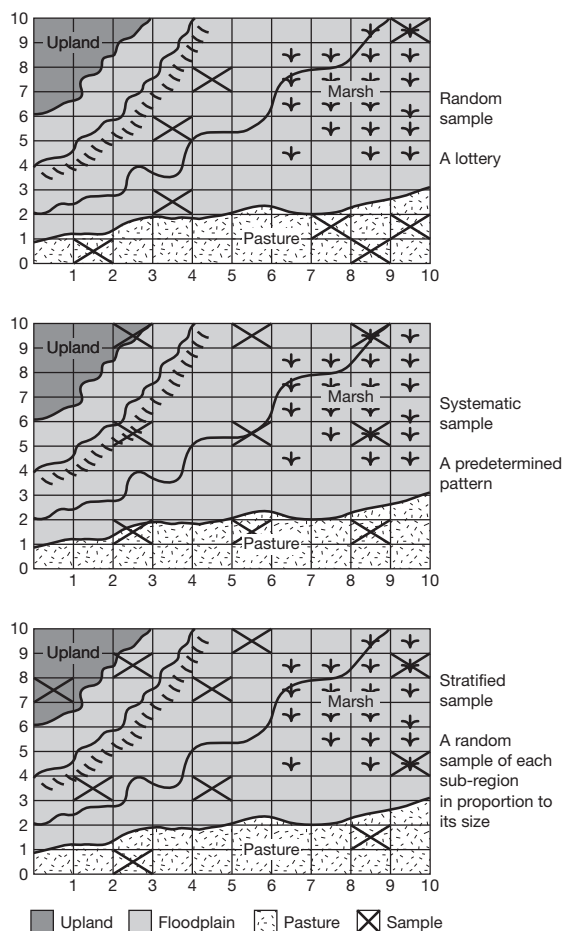 10
9
8
7
6
5
4
3
2
1
0
Upland
Marsh
Pasture
1 2 3 4 5 6 7 8 9 10
Random
sample
A lottery
10
9
8
7
6
5
4
3
2
1
0
Upland
Marsh
Pasture
1 2 3 4 5 6 7 8 9 10
Systematic
sample
A predetermined
pattern
10
9
8
7
6
5
4
3
2
1
0
Upland
Marsh
Pasture
1 2 3 4 5 6 7 8 9 10
Stratified
sample
A random
sample of each
sub-region
in proportion to
its size
Upland Floodplain Pasture Sample